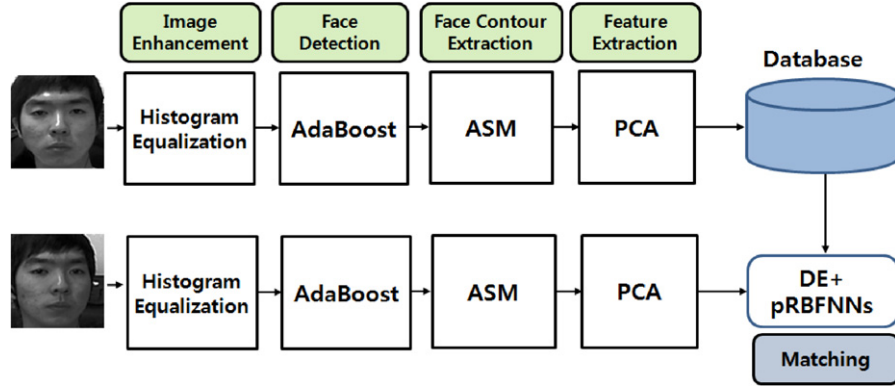 Image
Enhancement
Face
Detection
Face Contour
Extraction
Feature
Extraction
Database
Histogram
Equalization
AdaBoost
ASM
PCA
Histogram
Equalization
AdaBoost
ASM
PCA
DE+
pRBFNNs
Matching